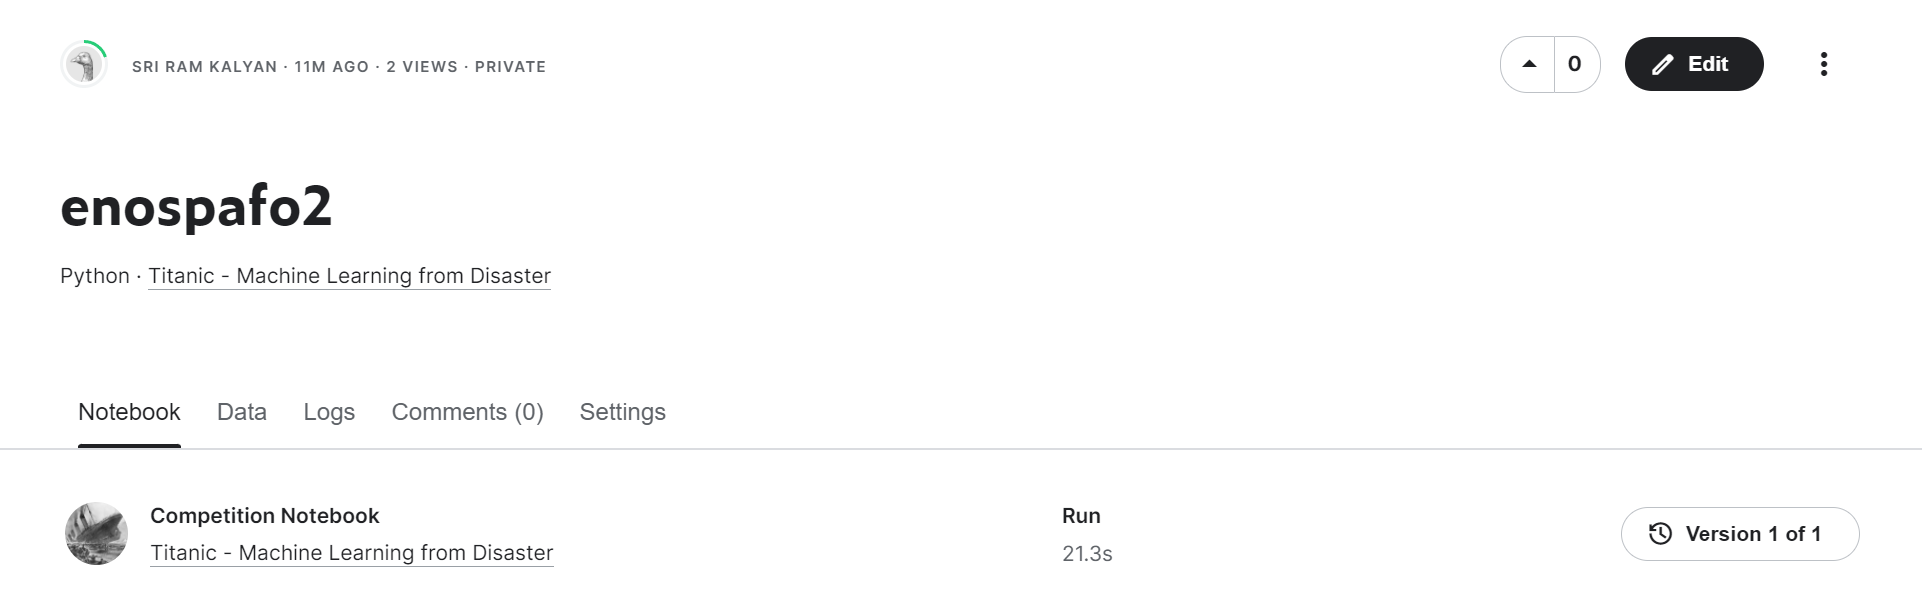 SRI RAM KALYAN · 11M AGO · 2 VIEWS · PRIVATE
0
Edit
enospafo2
Python · Titanic - Machine Learning from Disaster
Notebook Data Logs Comments (0) Settings
Competition Notebook
Titanic - Machine Learning from Disaster
Run
21.3s
Version 1 of 1